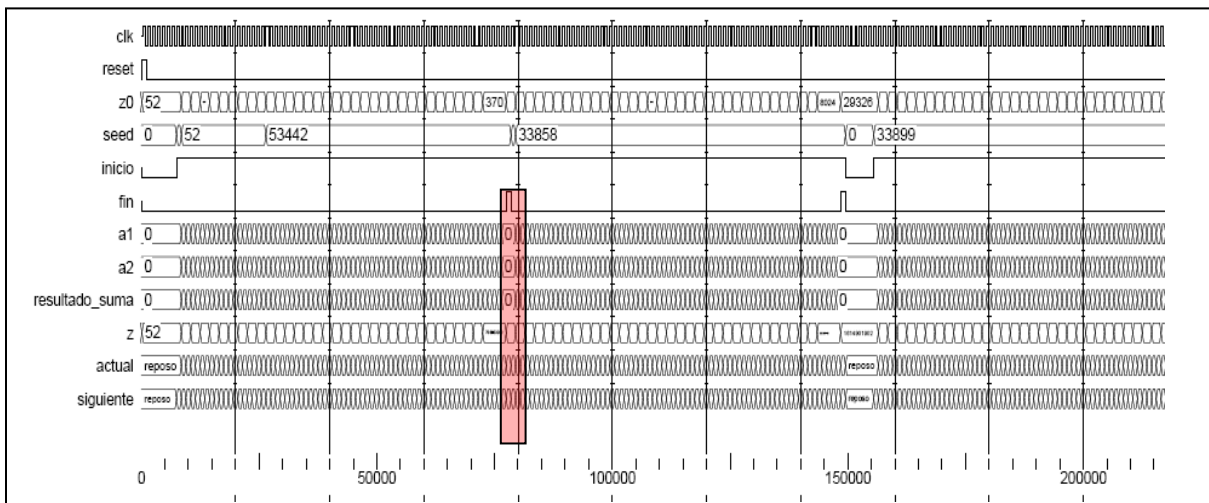 clk
reset
z0 52 - 370 - 8024 29326
seed 0 52 53442 33858 0 33899
inicio
fin
a1 0 0 0
a2 0 0 0
resultado_suma 0 0 0
z 52
actual reposo reposo
siguiente reposo reposo
0 50000 100000 150000 200000